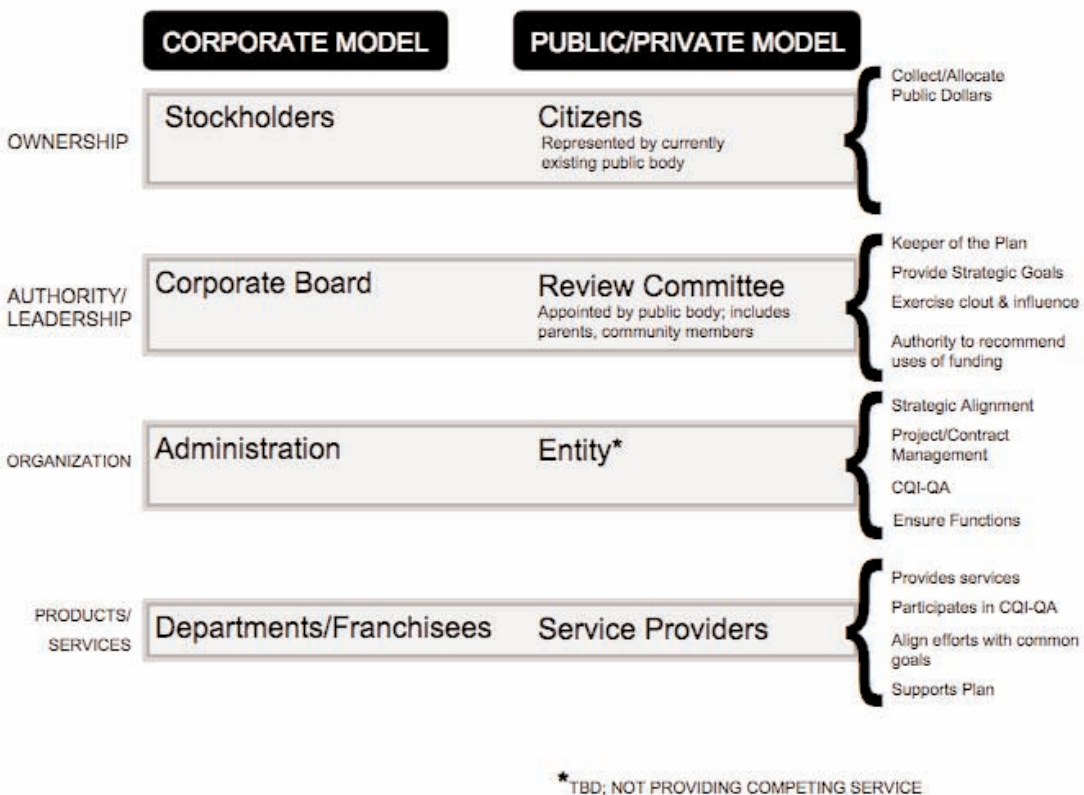 CORPORATE MODEL
PUBLIC/PRIVATE MODEL
OWNERSHIP
Stockholders
Citizens
Represented by currently
existing public body
Collect/Allocate
Public Dollars
AUTHORITY/
LEADERSHIP
Corporate Board
Review Committee
Appointed by public body; includes
parents, community members
Keeper of the Plan
Provide Strategic Goals
Exercise clout & influence
Authority to recommend
uses of funding
ORGANIZATION
Administration
Entity*
Strategic Alignment
Project/Contract
Management
CQI-QA
Ensure Functions
PRODUCTS/
SERVICES
Departments/Franchisees
Service Providers
Provides services
Participates in CQI-QA
Align efforts with common
goals
Supports Plan
*TBD; NOT PROVIDING COMPETING SERVICE